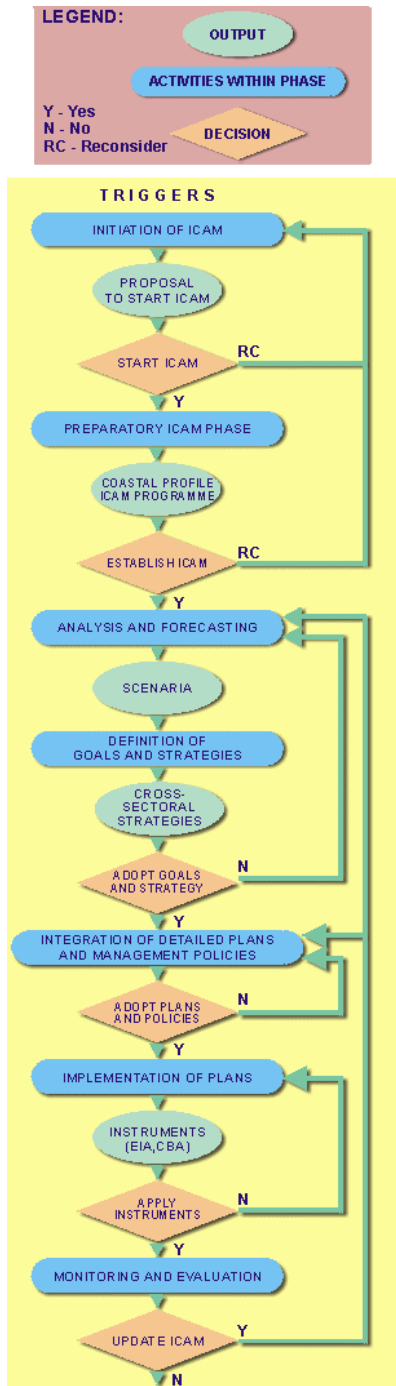 LEGEND:
OUTPUT
ACTIVITIES WITHIN PHASE
Y - Yes
N - No
RC - Reconsider
DECISION
TRIGGERS
INITIATION OF ICAM
PROPOSAL
TO START ICAM
START ICAM
RC
Y
PREPARATORY ICAM PHASE
COASTAL PROFILE
ICAM PROGRAMME
ESTABLISH ICAM
RC
Y
ANALYSIS AND FORECASTING
SCENARIA
DEFINITION OF
GOALS AND STRATEGIES
CROSS-
SECTORAL
STRATEGIES
ADOPT GOALS
AND STRATEGY
N
Y
INTEGRATION OF DETAILED PLANS
AND MANAGEMENT POLICIES
ADOPT PLANS
AND POLICIES
N
Y
IMPLEMENTATION OF PLANS
INSTRUMENTS
(EIA,CBA)
APPLY
INSTRUMENTS
N
Y
MONITORING AND EVALUATION
UPDATE ICAM
Y
N